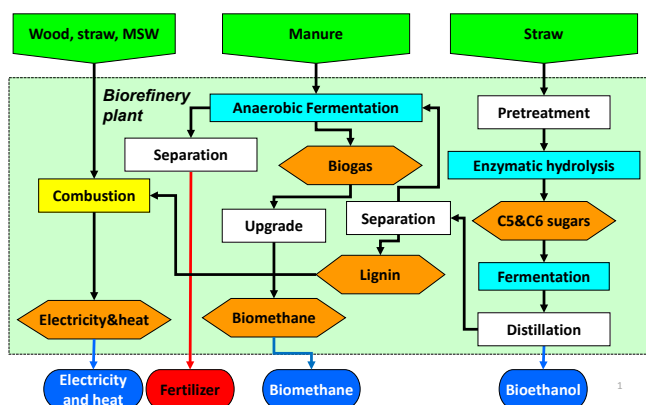 Wood, straw, MSW
Manure
Straw
Biorefinery
plant
Anaerobic Fermentation
Pretreatment
Separation
Biogas
Enzymatic hydrolysis
Combustion
Upgrade
Separation
C5&C6 sugars
Lignin
Fermentation
Electricity&heat
Biomethane
Distillation
Electricity
and heat
Fertilizer
Biomethane
Bioethanol
1